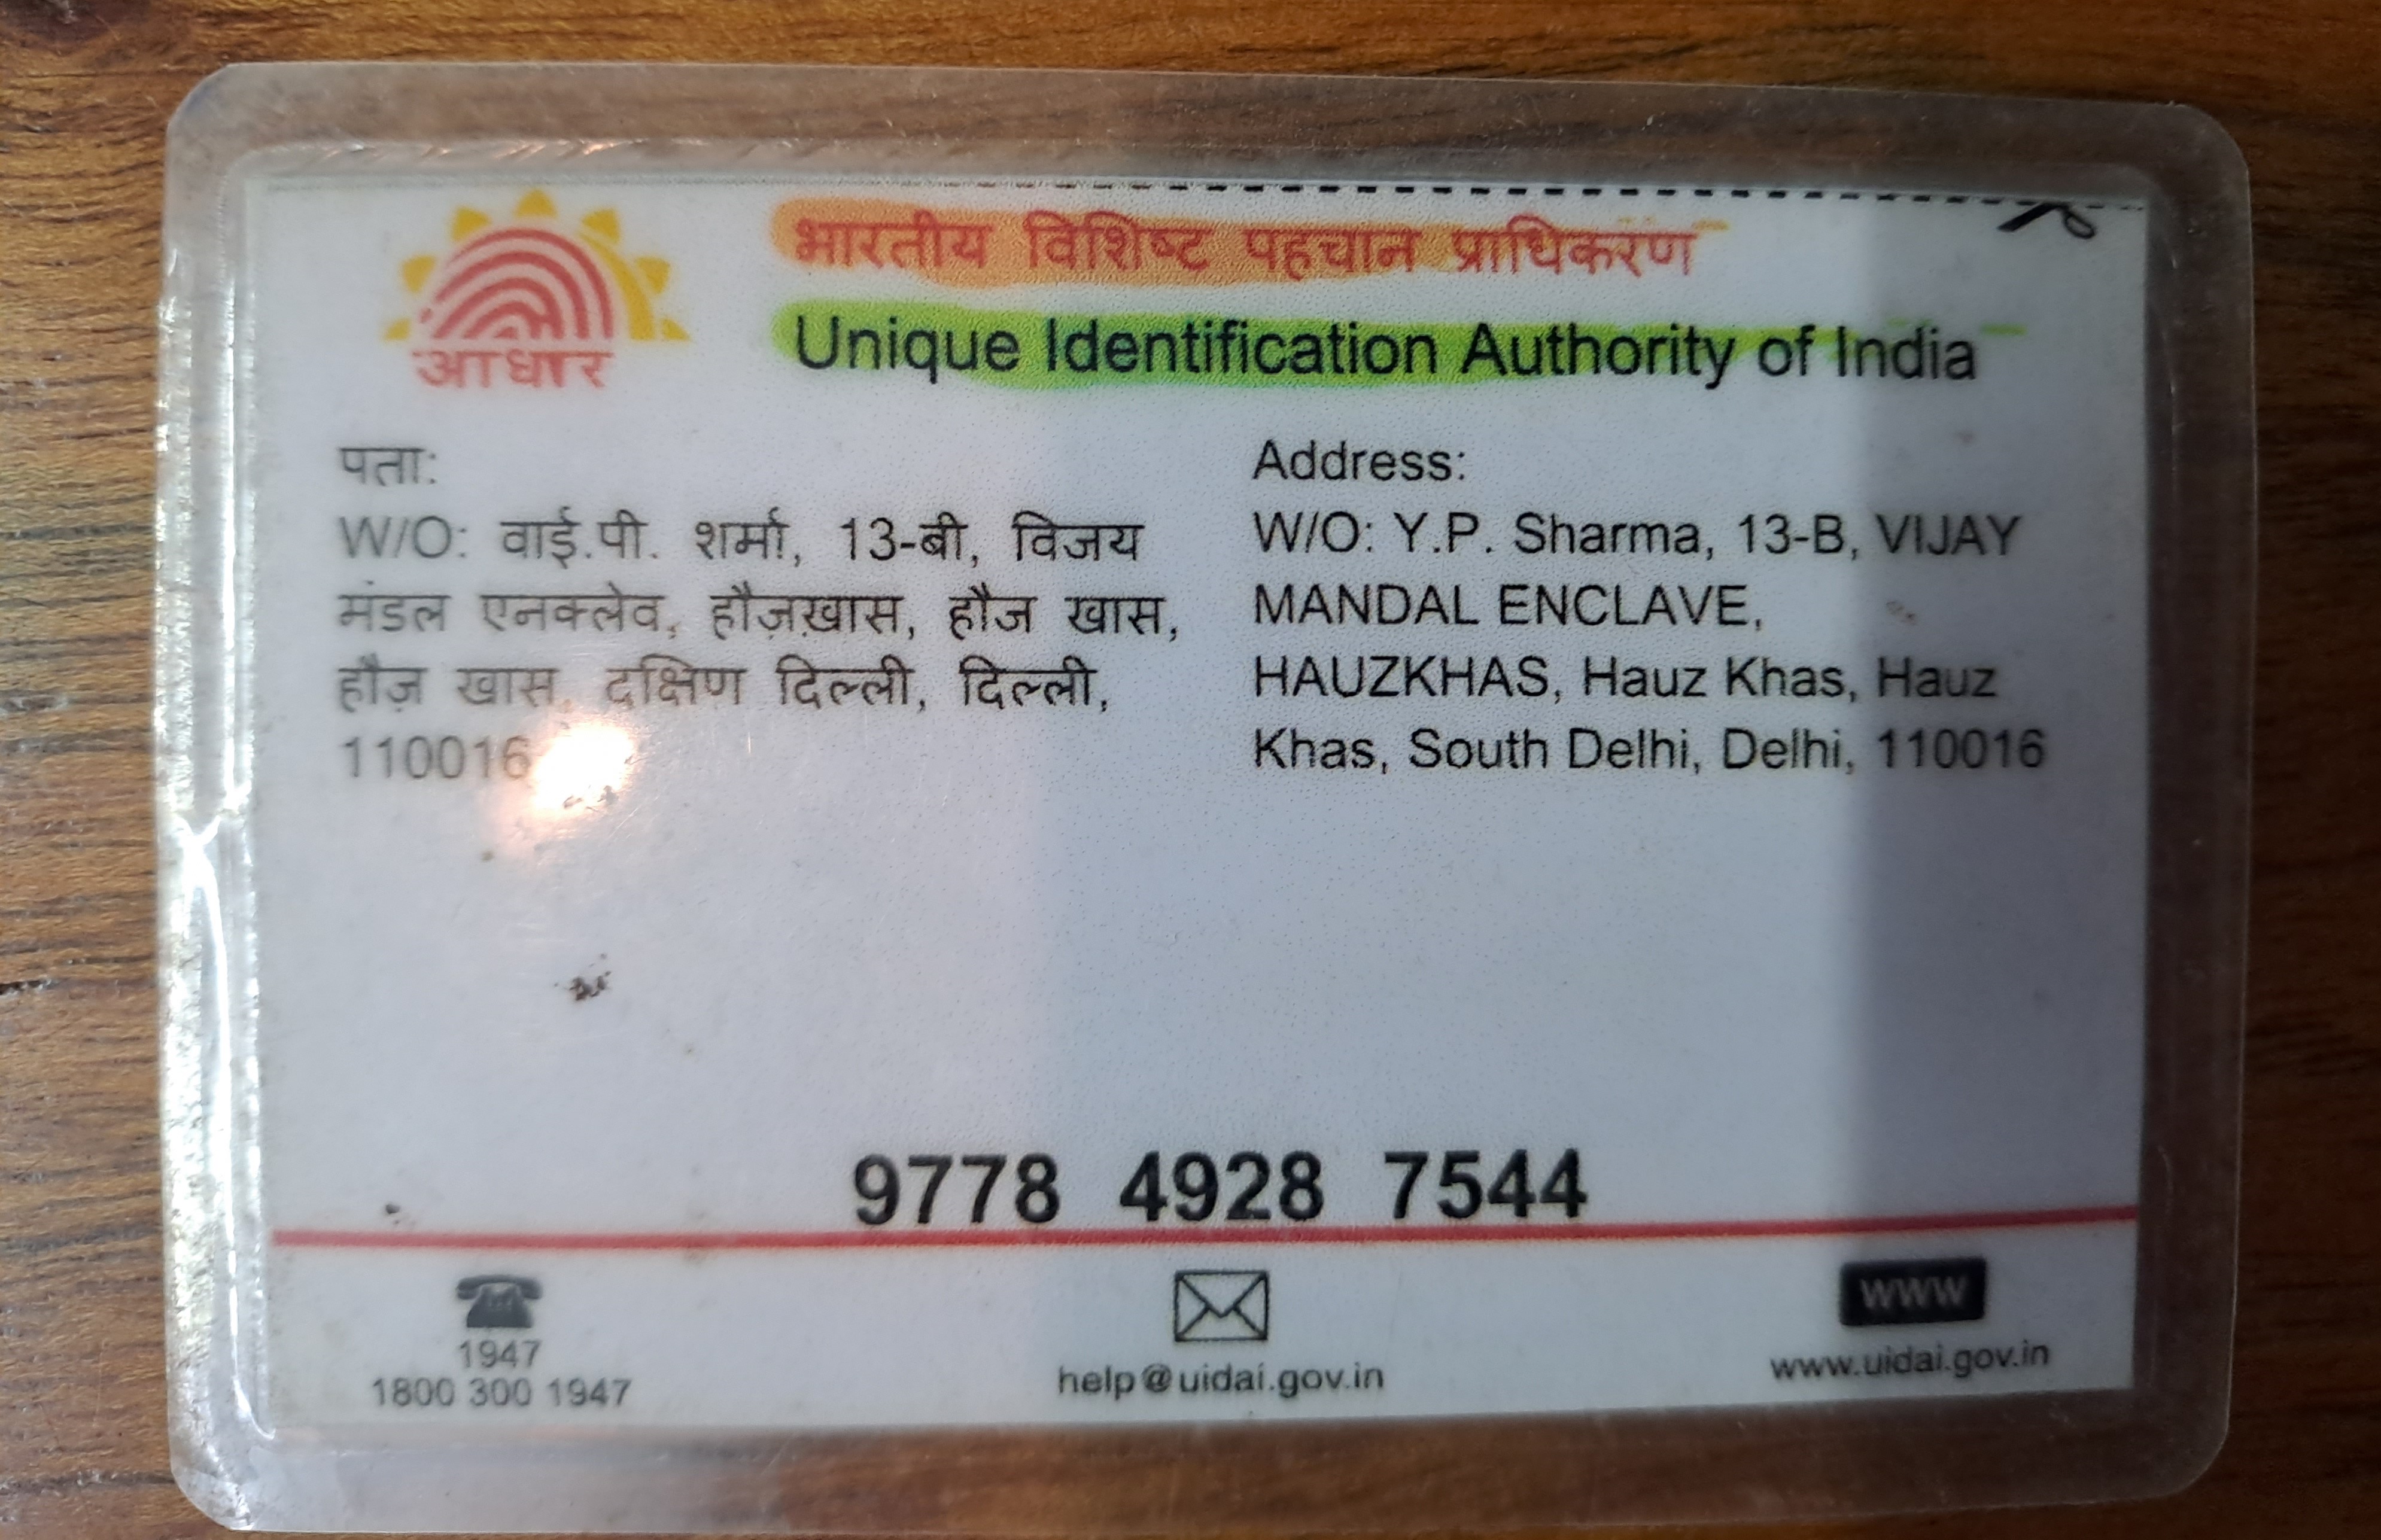 आधार
भारतीय विशिष्ट पहचान प्राधिकरण
Unique Identification Authority of India
पता:
W/O: वाई.पी. शर्मा, 13-बी, विजय
मंडल एनक्लेव, हौज़खास, हौज खास,
हौज़ खास, दक्षिण दिल्ली, दिल्ली,
110016
Address:
W/O: Y.P. Sharma, 13-B, VIJAY
MANDAL ENCLAVE,
HAUZKHAS, Hauz Khas, Hauz
Khas, South Delhi, Delhi, 110016
9778 4928 7544
1947
1800 300 1947
help@uidai.gov.in
www
www.uidai.gov.in